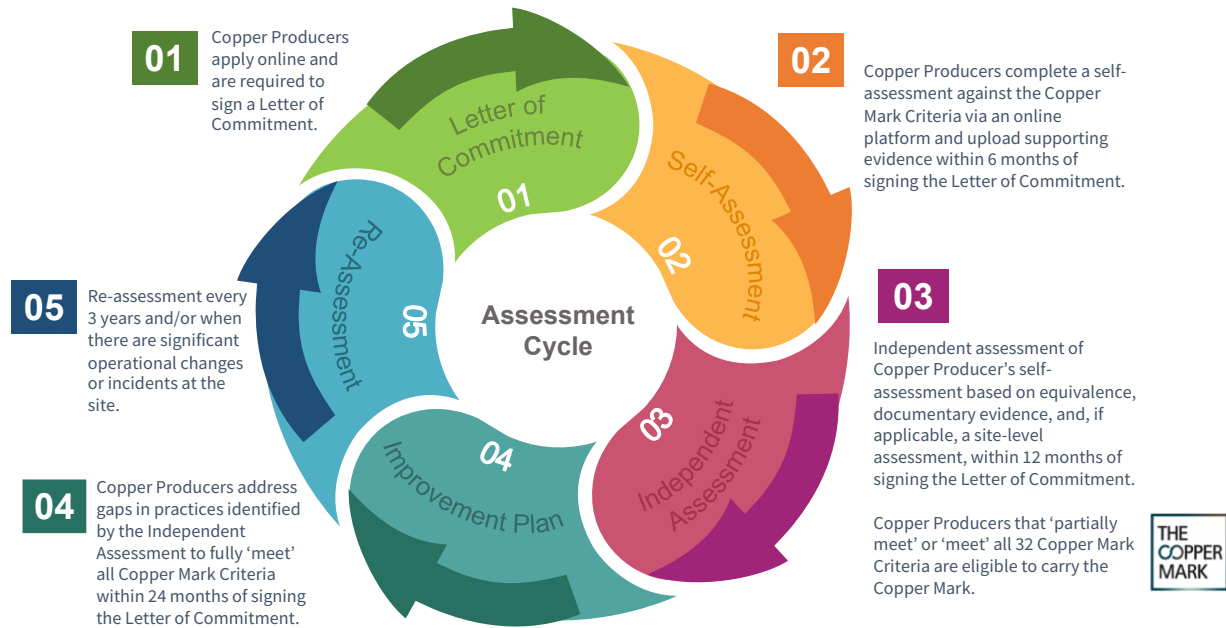 01
Copper Producers
apply online and
are required to
sign a Letter of
Commitment.
02
Copper Producers complete a self-
assessment against the Copper
Mark Criteria via an online
platform and upload supporting
evidence within 6 months of
signing the Letter of Commitment.
03
Independent assessment of
Copper Producer’s self-
assessment based on equivalence,
documentary evidence, and, if
applicable, a site-level
assessment, within 12 months of
signing the Letter of Commitment.
Copper Producers that ‘partially
meet’ or ‘meet’ all 32 Copper Mark
Criteria are eligible to carry the
Copper Mark.
04
Copper Producers address
gaps in practices identified
by the Independent
Assessment to fully ‘meet’
all Copper Mark Criteria
within 24 months of signing
the Letter of Commitment.
05
Re-assessment every
3 years and/or when
there are significant
operational changes
or incidents at the
site.
Assessment
Cycle
Letter of
Commitment
01
Self-Assessment
02
Independent
Assessment
03
Improvement Plan
04
Re-Assessment
05
THE
COPPER
MARK